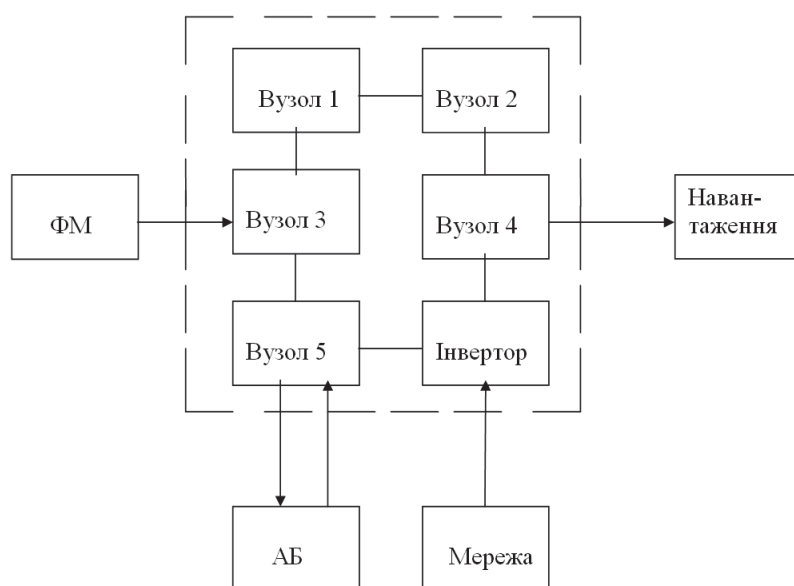 Вузол 1
Вузол 2
ФМ
Вузол 3
Вузол 4
Наван-
таження
Вузол 5
Інвертор
АБ
Мережа